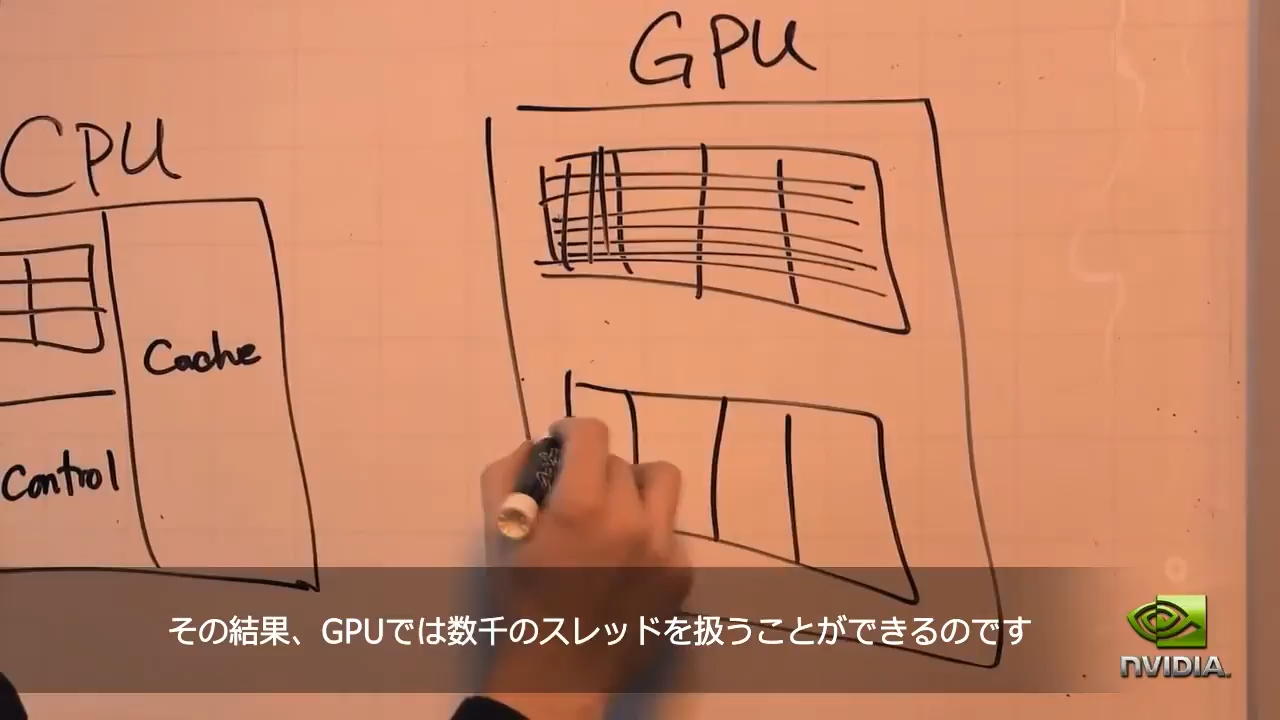 GPU
CPU
Cache
Control
その結果、GPUでは数千のスレッドを扱うことができるのです
NVIDIA.